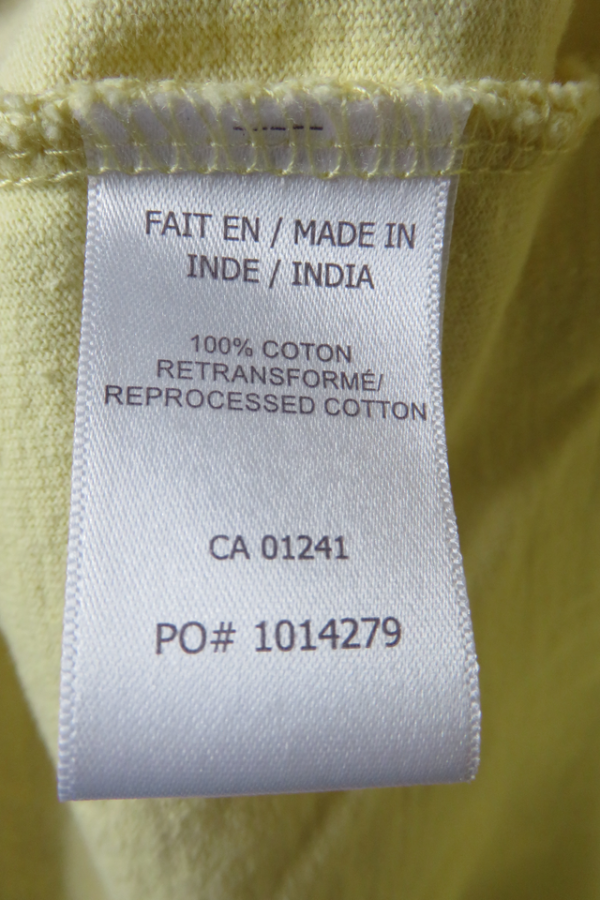 FAIT EN / MADE IN
INDE / INDIA
100% COTON
RETRANSFORMÉ/
REPROCESSED COTTON
CA 01241
PO# 1014279